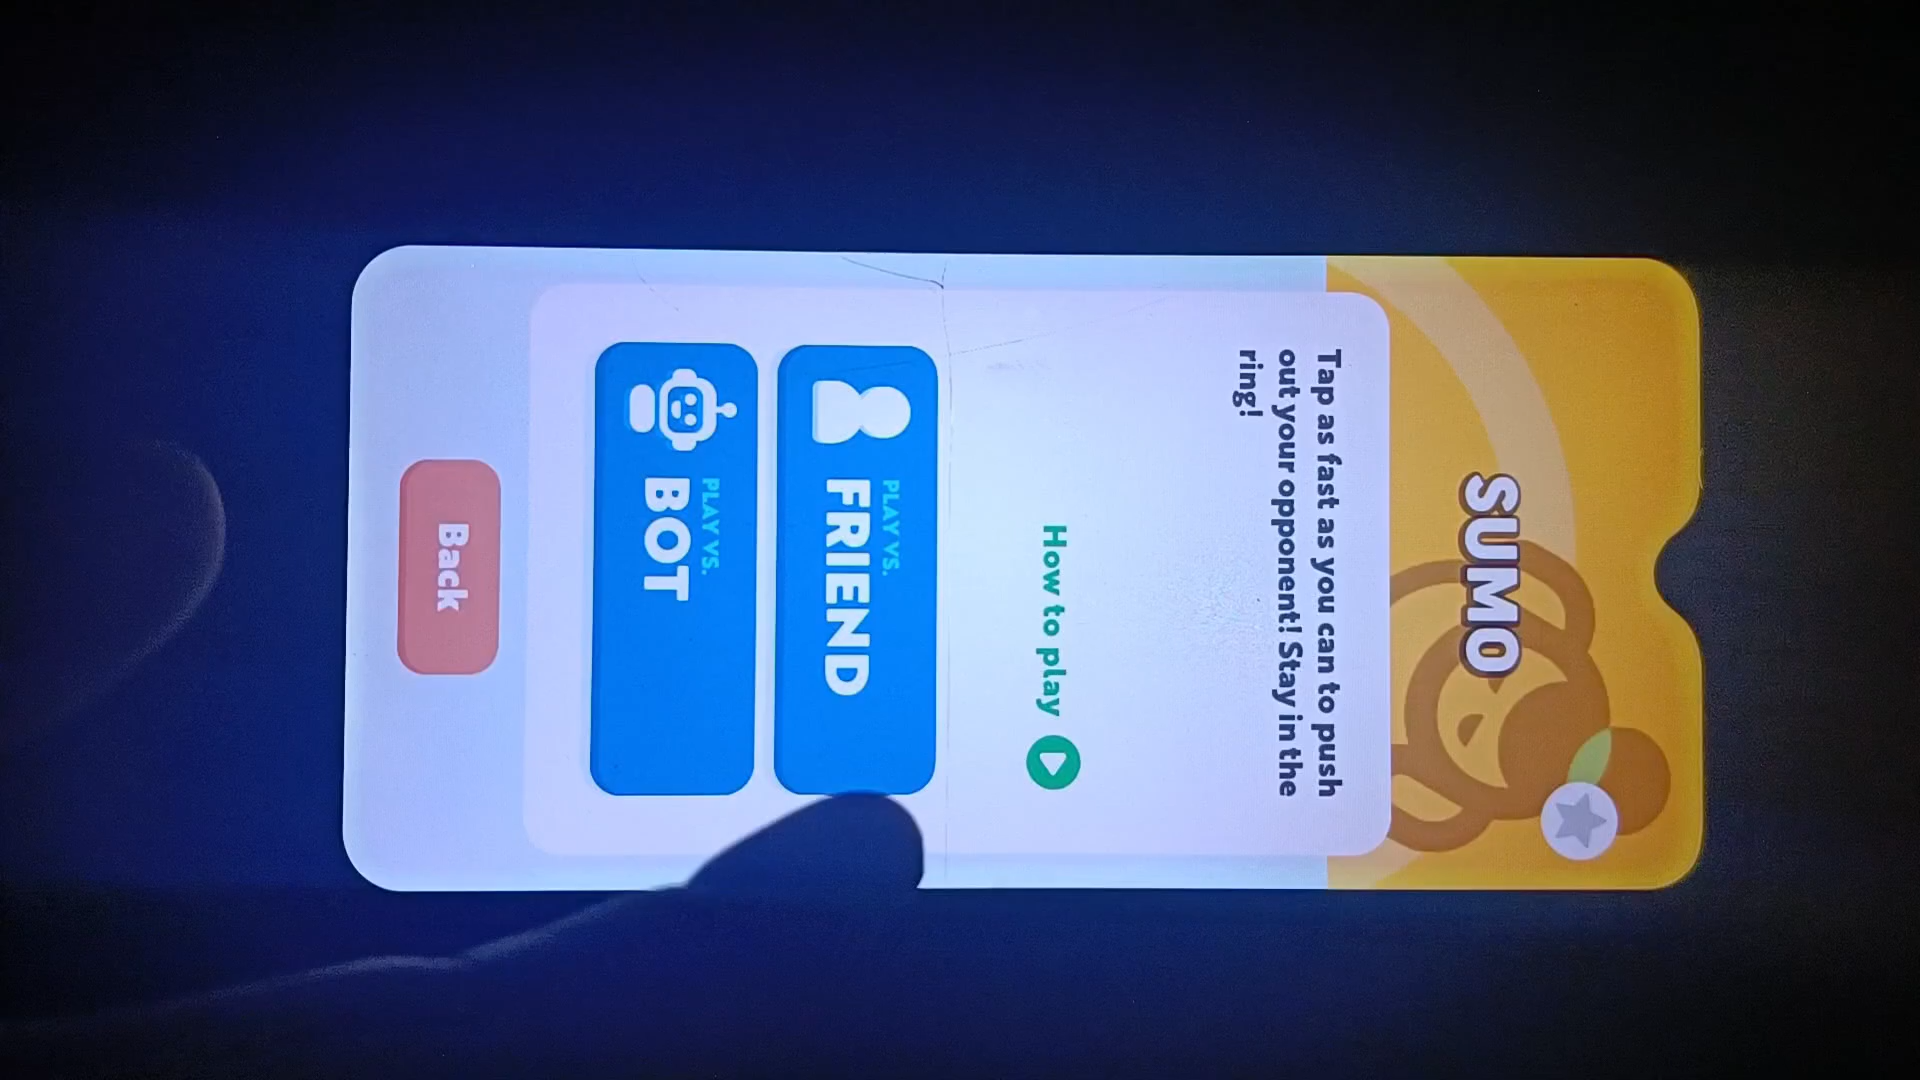 SUMO
Tap as fast as you can to push
out your opponent! Stay in the
ring!
How to play
PLAY VS.
FRIEND
PLAY VS.
BOT
Back